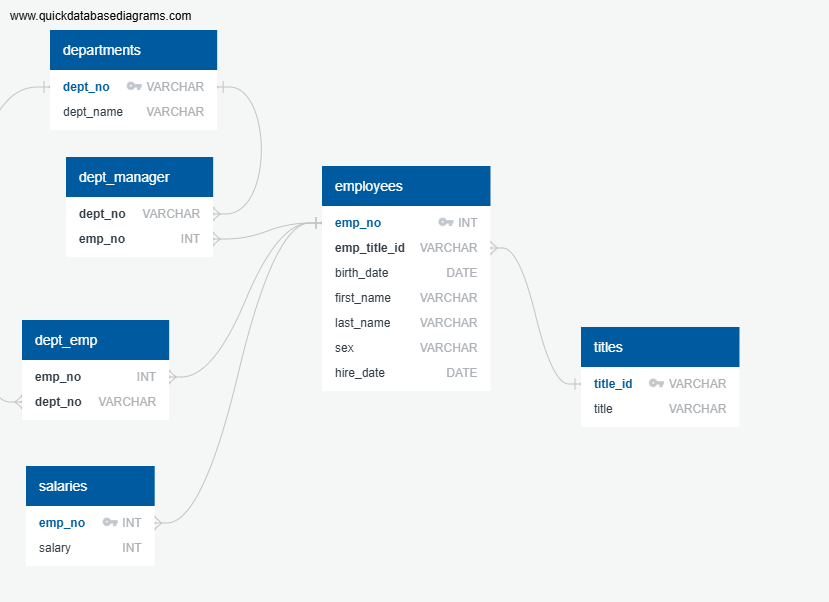 www.quickdatabasediagrams.com
departments
dept_no VARCHAR
dept_name VARCHAR
dept_manager
dept_no VARCHAR
emp_no INT
employees
emp_no INT
emp_title_id VARCHAR
birth_date DATE
first_name VARCHAR
last_name VARCHAR
sex VARCHAR
hire_date DATE
dept_emp
emp_no INT
dept_no VARCHAR
titles
title_id VARCHAR
title VARCHAR
salaries
emp_no INT
salary INT